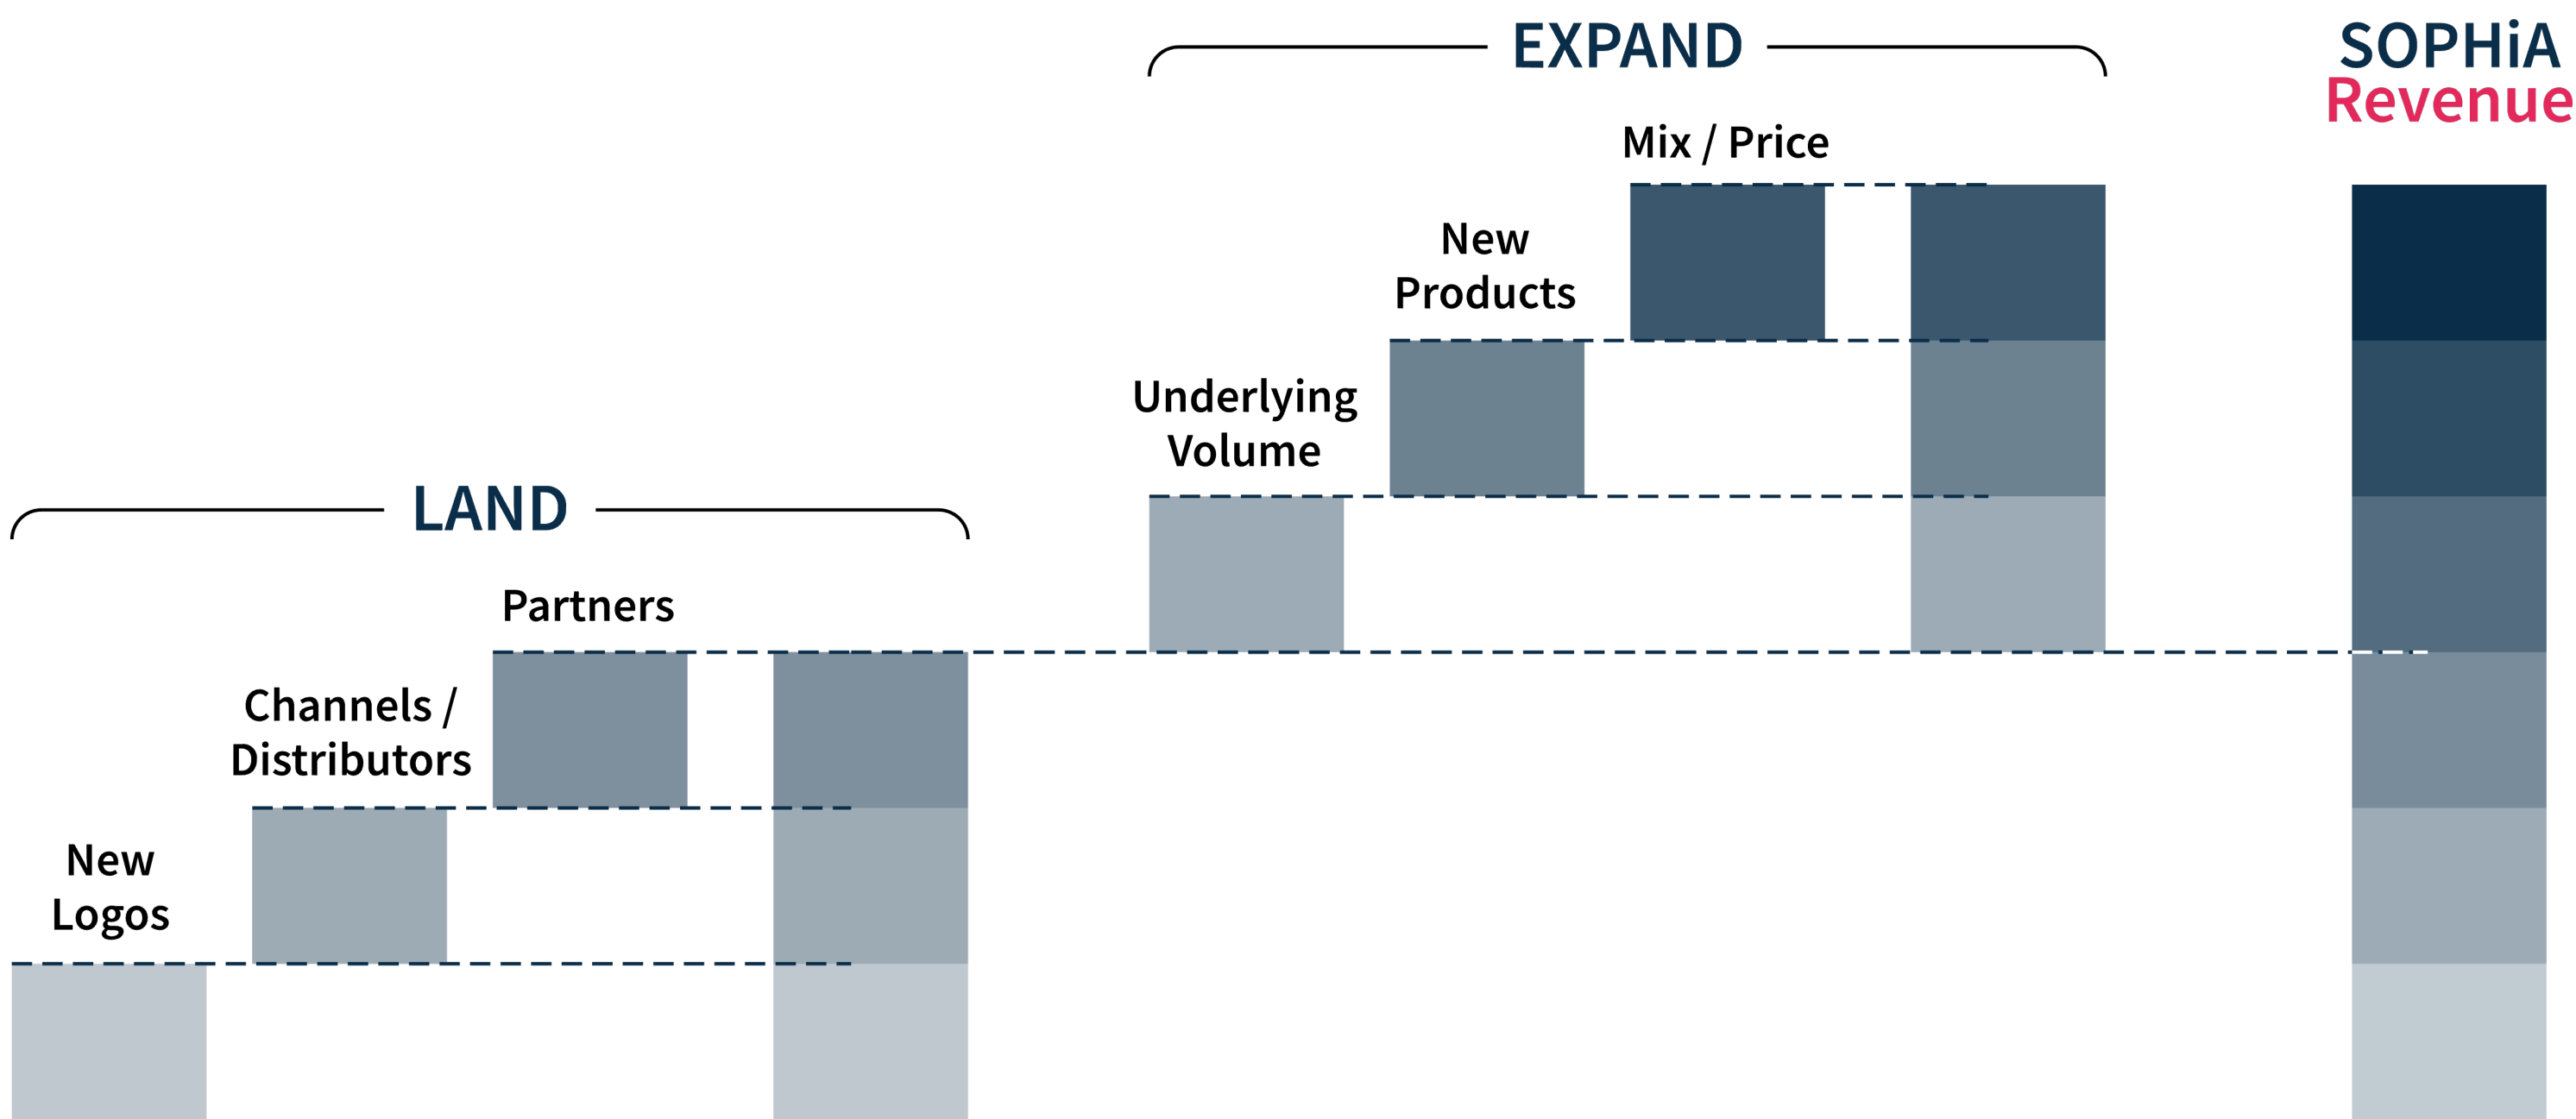 EXPAND
SOPHiA
Revenue
Mix / Price
New
Products
Underlying
Volume
LAND
Partners
Channels /
Distributors
New
Logos